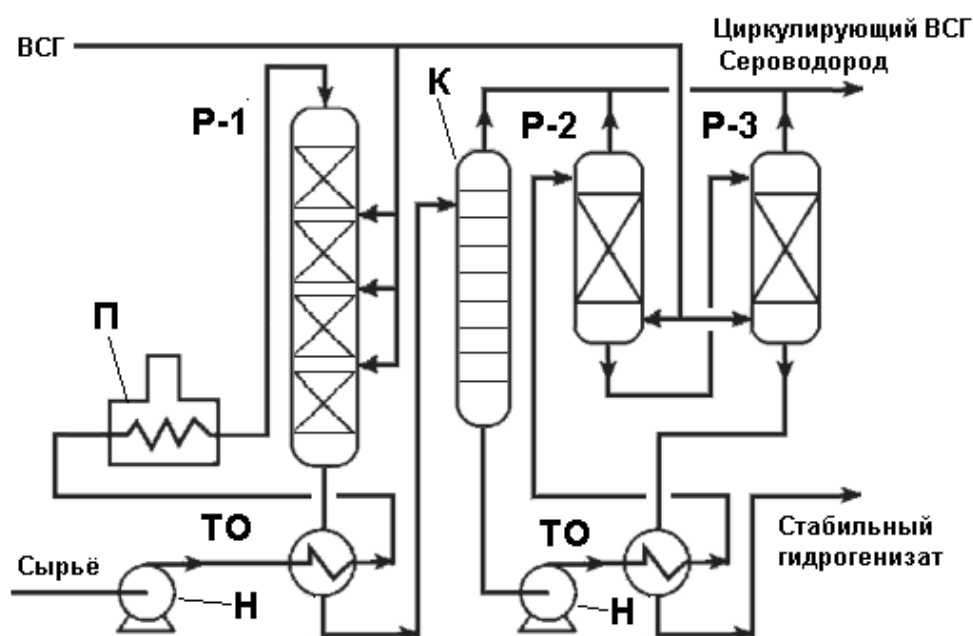 ВСГ
Циркулирующий ВСГ
Сероводород
К
Р-1
Р-2
Р-3
П
ТО
ТО
Сырьё
Н
Н
Стабильный
гидрогенизат